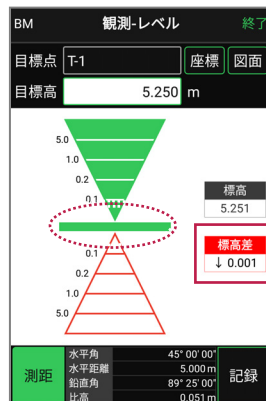 BM 観測-レベル 終了
目標点 T-1 座標 図面
目標高 5.250 m
5.0
1.0
0.2
0.1
0.1
0.2
1.0
5.0
標高
5.251
標高差
↓ 0.001
測距
水平角 45° 00' 00"
水平距離 5.000 m
鉛直角 89° 25' 00"
比高 0.051 m
記録